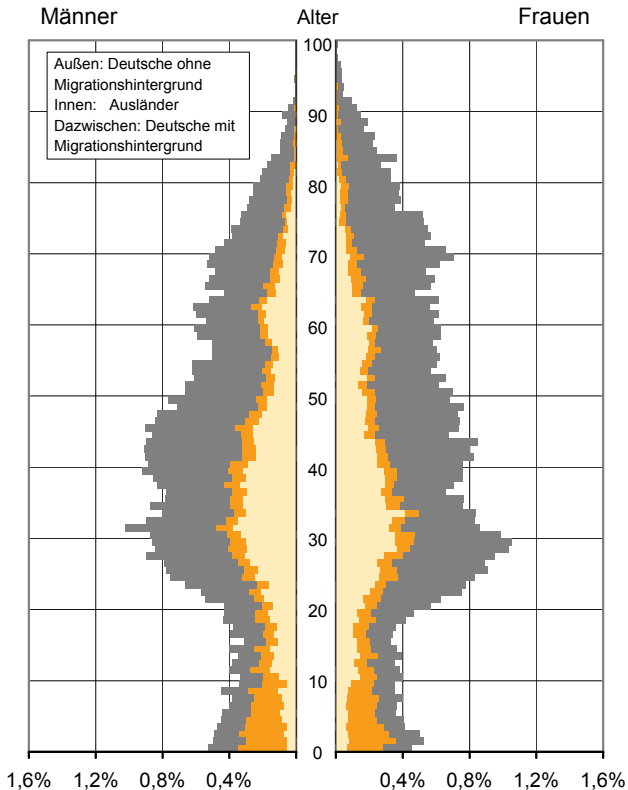 Männer Alter Frauen
Außen: Deutsche ohne
Migrationshintergrund
Innen: Ausländer
Dazwischen: Deutsche mit
Migrationshintergrund
100
90
80
70
60
50
40
30
20
10
0
1,6% 1,2% 0,8% 0,4% 0,4% 0,8% 1,2% 1,6%